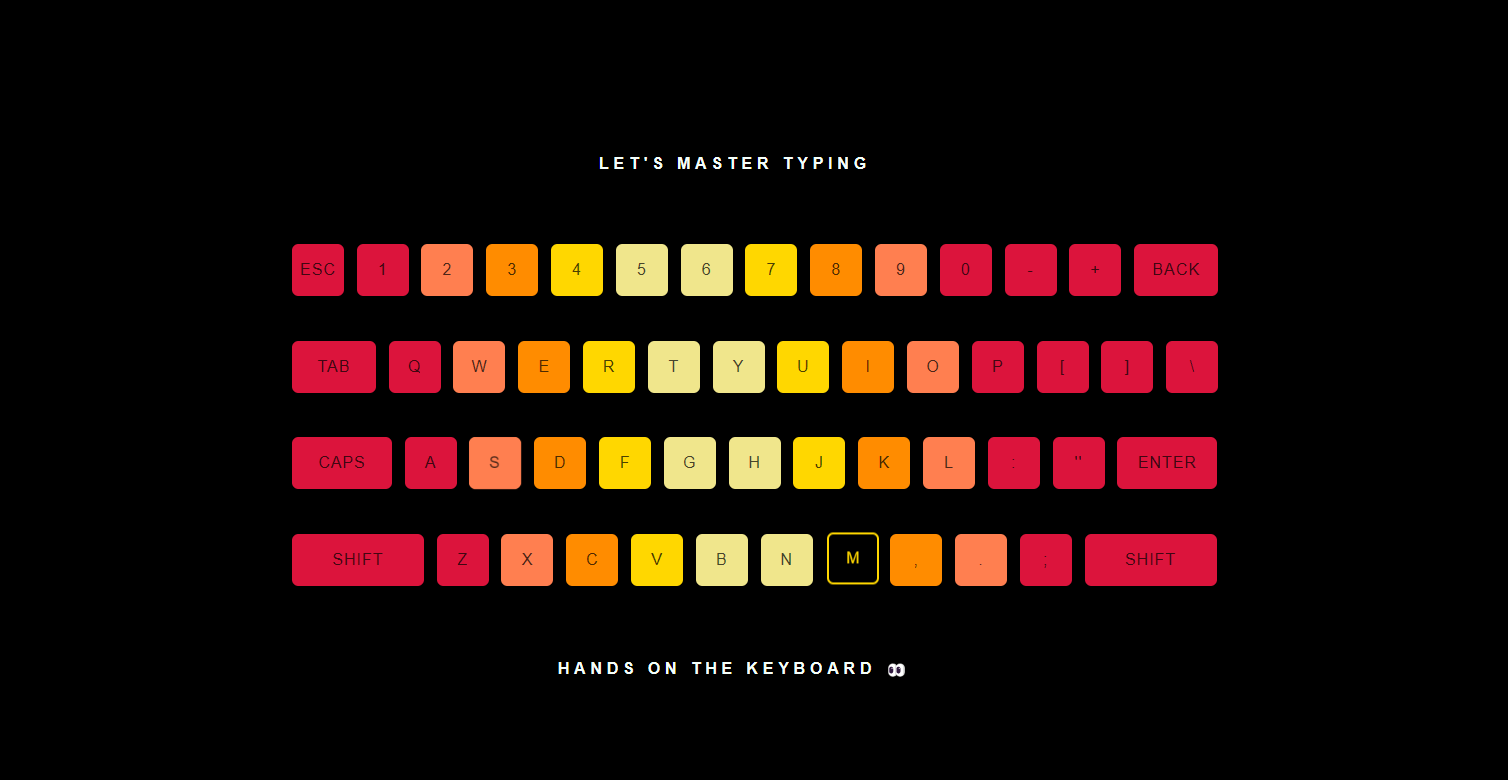 LET'S MASTER TYPING
ESC 1 2 3 4 5 6 7 8 9 0 - + BACK
TAB Q W E R T Y U I O P [ ] \
CAPS A S D F G H J K L : " ENTER
SHIFT Z X C V B N M , . ; SHIFT
HANDS ON THE KEYBOARD 👀